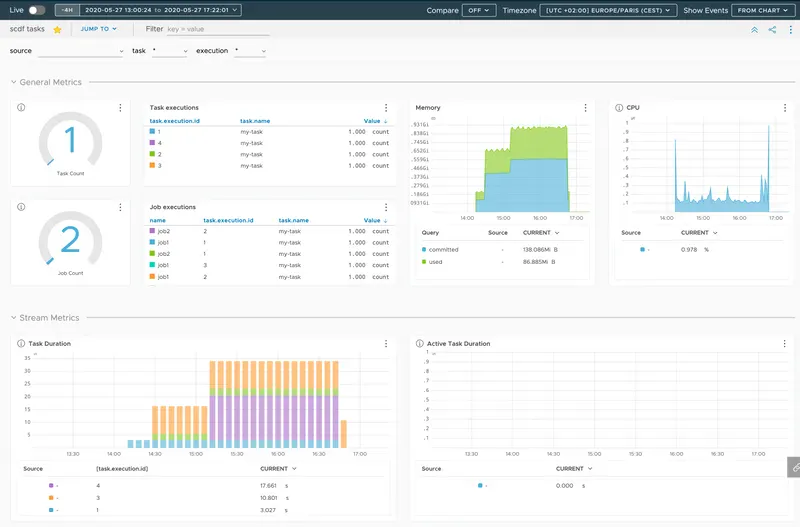 Live -4H 2020-05-27 13:00:24 to 2020-05-27 17:22:01 Compare OFF Timezone [UTC +02:00] EUROPE/PARIS (CEST) Show Events FROM CHART
scdf tasks JUMP TO Filter key = value
source task * execution *
General Metrics
1
Task Count
Task executions
task.execution.id task.name Value
1 my-task 1.000 count
4 my-task 1.000 count
2 my-task 1.000 count
3 my-task 1.000 count
2
Job Count
Job executions
name task.execution.id task.name Value
job2 2 my-task 1.000 count
job1 1 my-task 1.000 count
job2 1 my-task 1.000 count
job1 3 my-task 1.000 count
job1 2 my-task 1.000 count
Memory
.931Gi
.838Gi
.745Gi
.652Gi
.559Gi
.466Gi
.373Gi
.279Gi
.186Gi
.0931Gi
14:00 15:00 16:00 17:00
Query Source CURRENT
committed - 138.086Mi B
used - 86.885Mi B
CPU
1
.9
.8
.7
.6
.5
.4
.3
.2
.1
14:00 15:00 16:00 17:00
Source CURRENT
- 0.978 %
Stream Metrics
Task Duration
35
30
25
20
15
10
5
13:30 14:00 14:30 15:00 15:30 16:00 16:30 17:00
Source [task.execution.id] CURRENT
- 4 17.661 s
- 3 10.801 s
- 1 3.027 s
Active Task Duration
1
.9
.8
.7
.6
.5
.4
.3
.2
.1
13:30 14:00 14:30 15:00 15:30 16:00 16:30 17:00
Source CURRENT
- 0.000 s